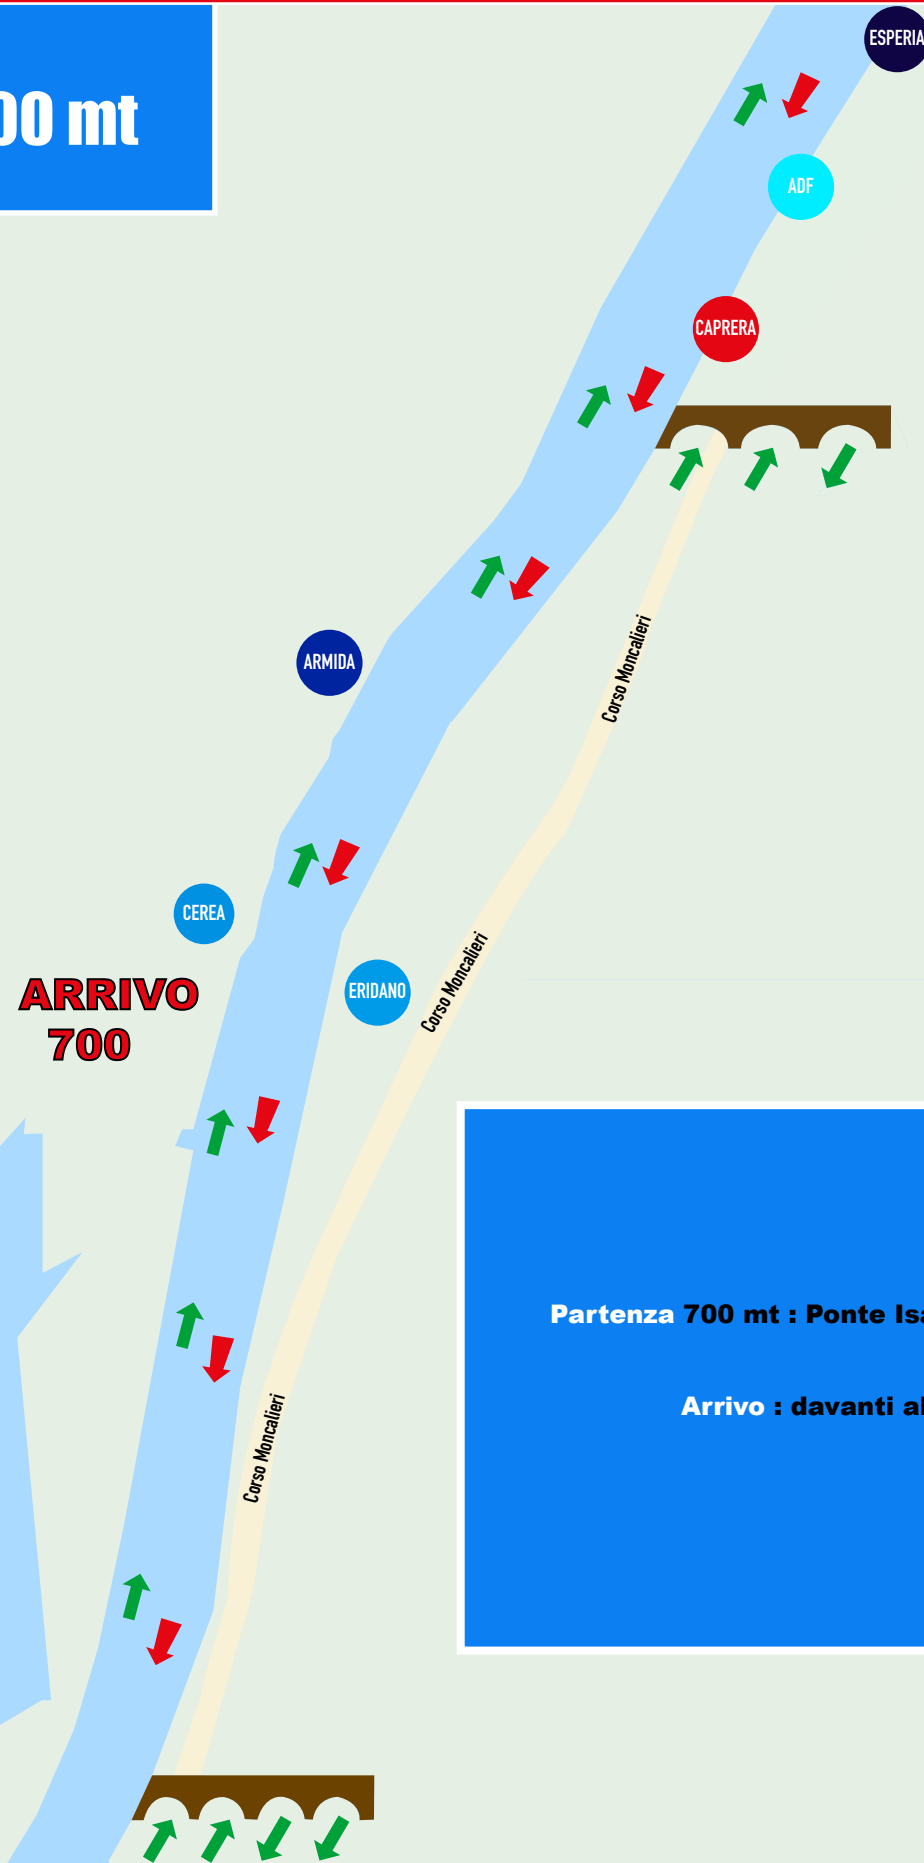 00 mt
ESPERIA
ADF
CAPRERA
Corso Moncalieri
ARMIDA
CEREA
Corso Moncalieri
ERIDANO
ARRIVO
700
Partenza 700 mt : Ponte Isa
Arrivo : davanti al
Corso Moncalieri